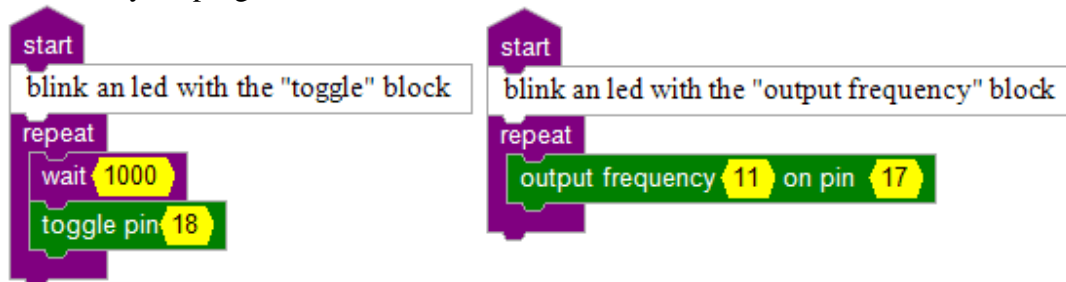 start
blink an led with the "toggle" block
repeat
wait 1000
toggle pin 18
start
blink an led with the "output frequency" block
repeat
output frequency 11 on pin 17